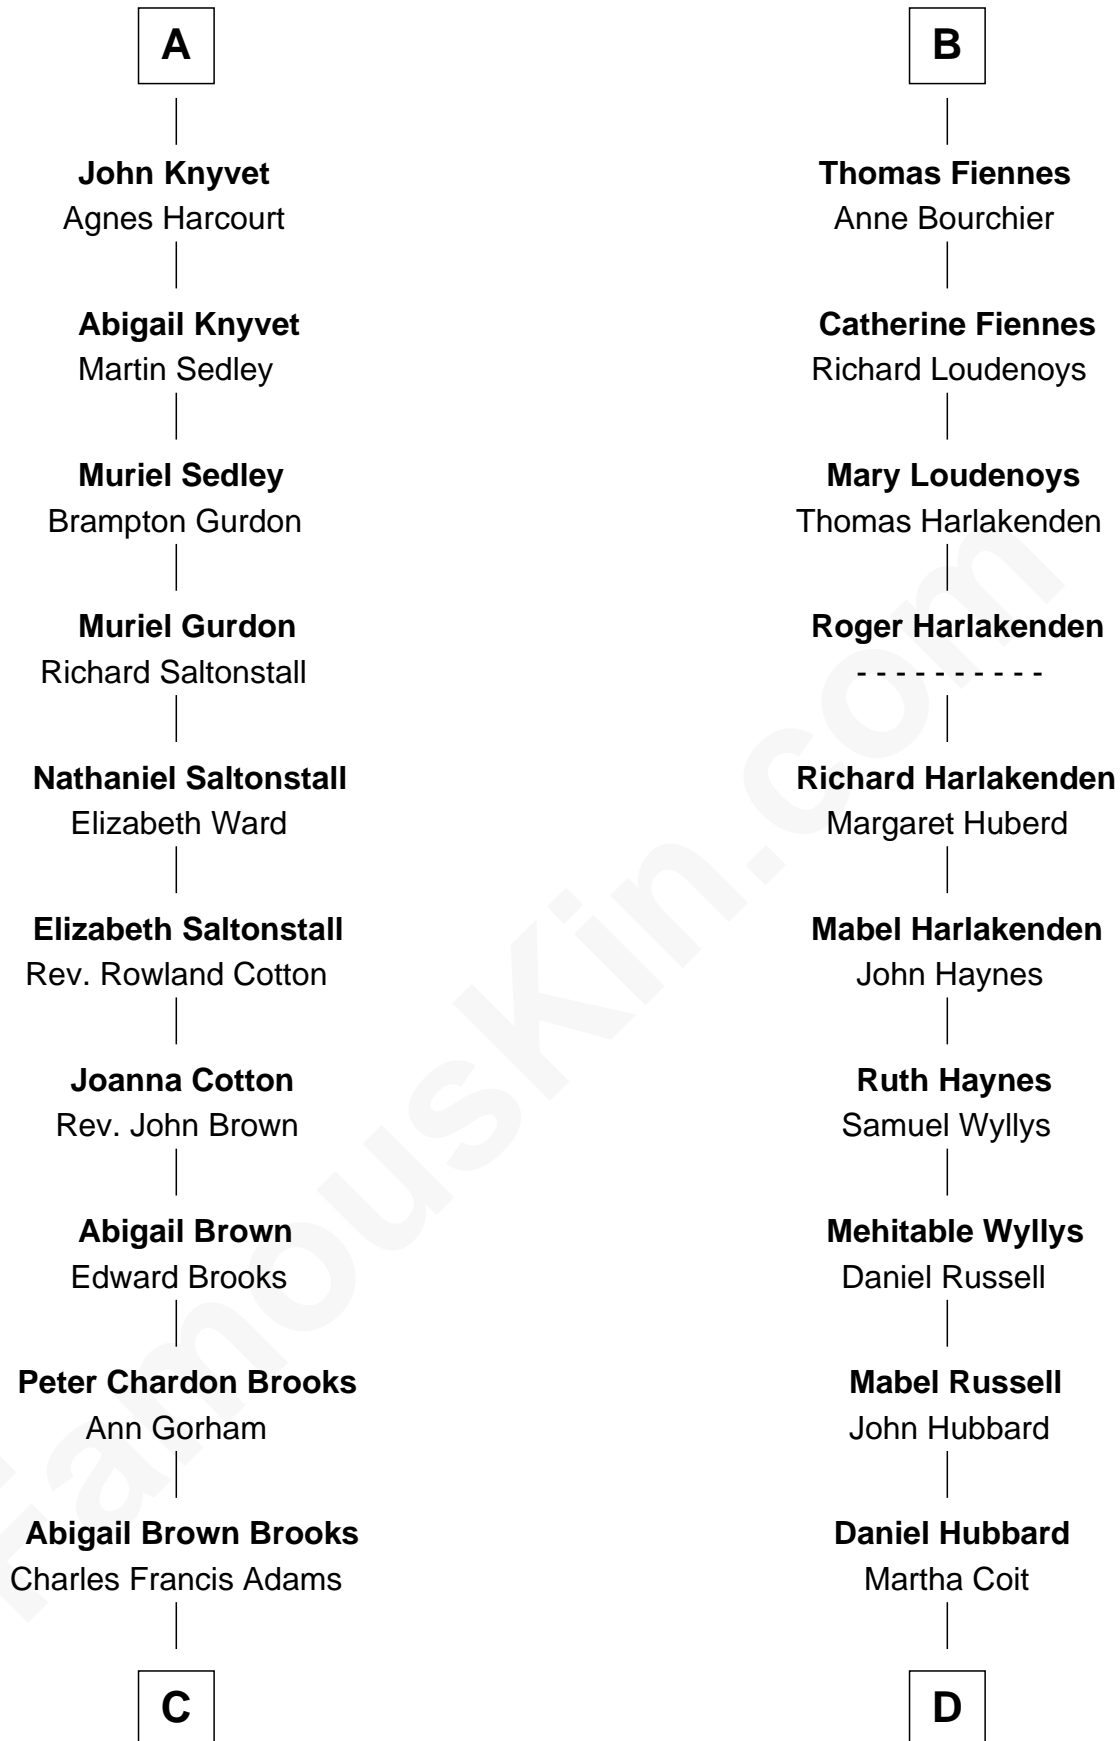 A
John Knyvet
Agnes Harcourt
Abigail Knyvet
Martin Sedley
Muriel Sedley
Brampton Gurdon
Muriel Gurdon
Richard Saltonstall
Nathaniel Saltonstall
Elizabeth Ward
Elizabeth Saltonstall
Rev. Rowland Cotton
Joanna Cotton
Rev. John Brown
Abigail Brown
Edward Brooks
Peter Chardon Brooks
Ann Gorham
Abigail Brown Brooks
Charles Francis Adams
C
B
Thomas Fiennes
Anne Bourchier
Catherine Fiennes
Richard Loudenoys
Mary Loudenoys
Thomas Harlakenden
Roger Harlakenden
- - - - - - - - - -
Richard Harlakenden
Margaret Huberd
Mabel Harlakenden
John Haynes
Ruth Haynes
Samuel Wyllys
Mehitable Wyllys
Daniel Russell
Mabel Russell
John Hubbard
Daniel Hubbard
Martha Coit
D
FamousKin.com